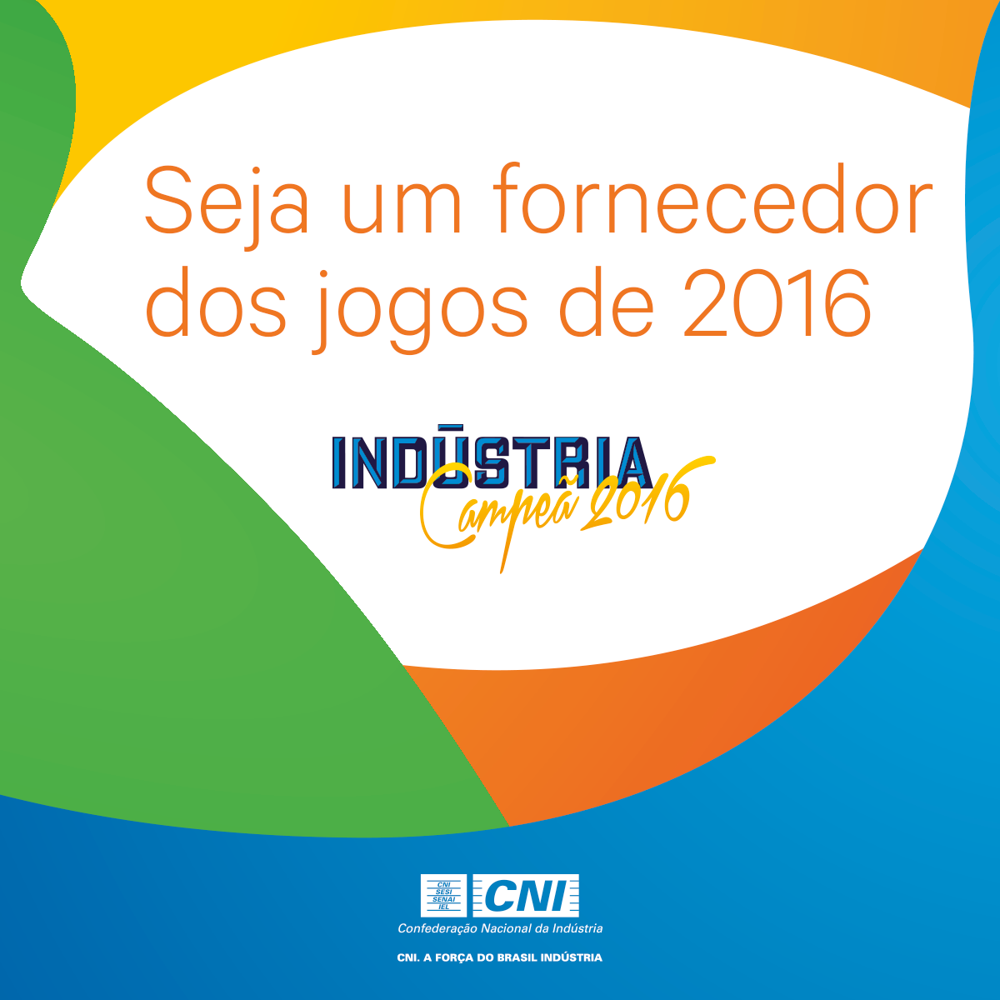 Seja um fornecedor
dos jogos de 2016
INDÚSTRIA
Campeã 2016
CNI
SESI
SENAI
IEL
CNI
Confederação Nacional da Indústria
CNI. A FORÇA DO BRASIL INDÚSTRIA